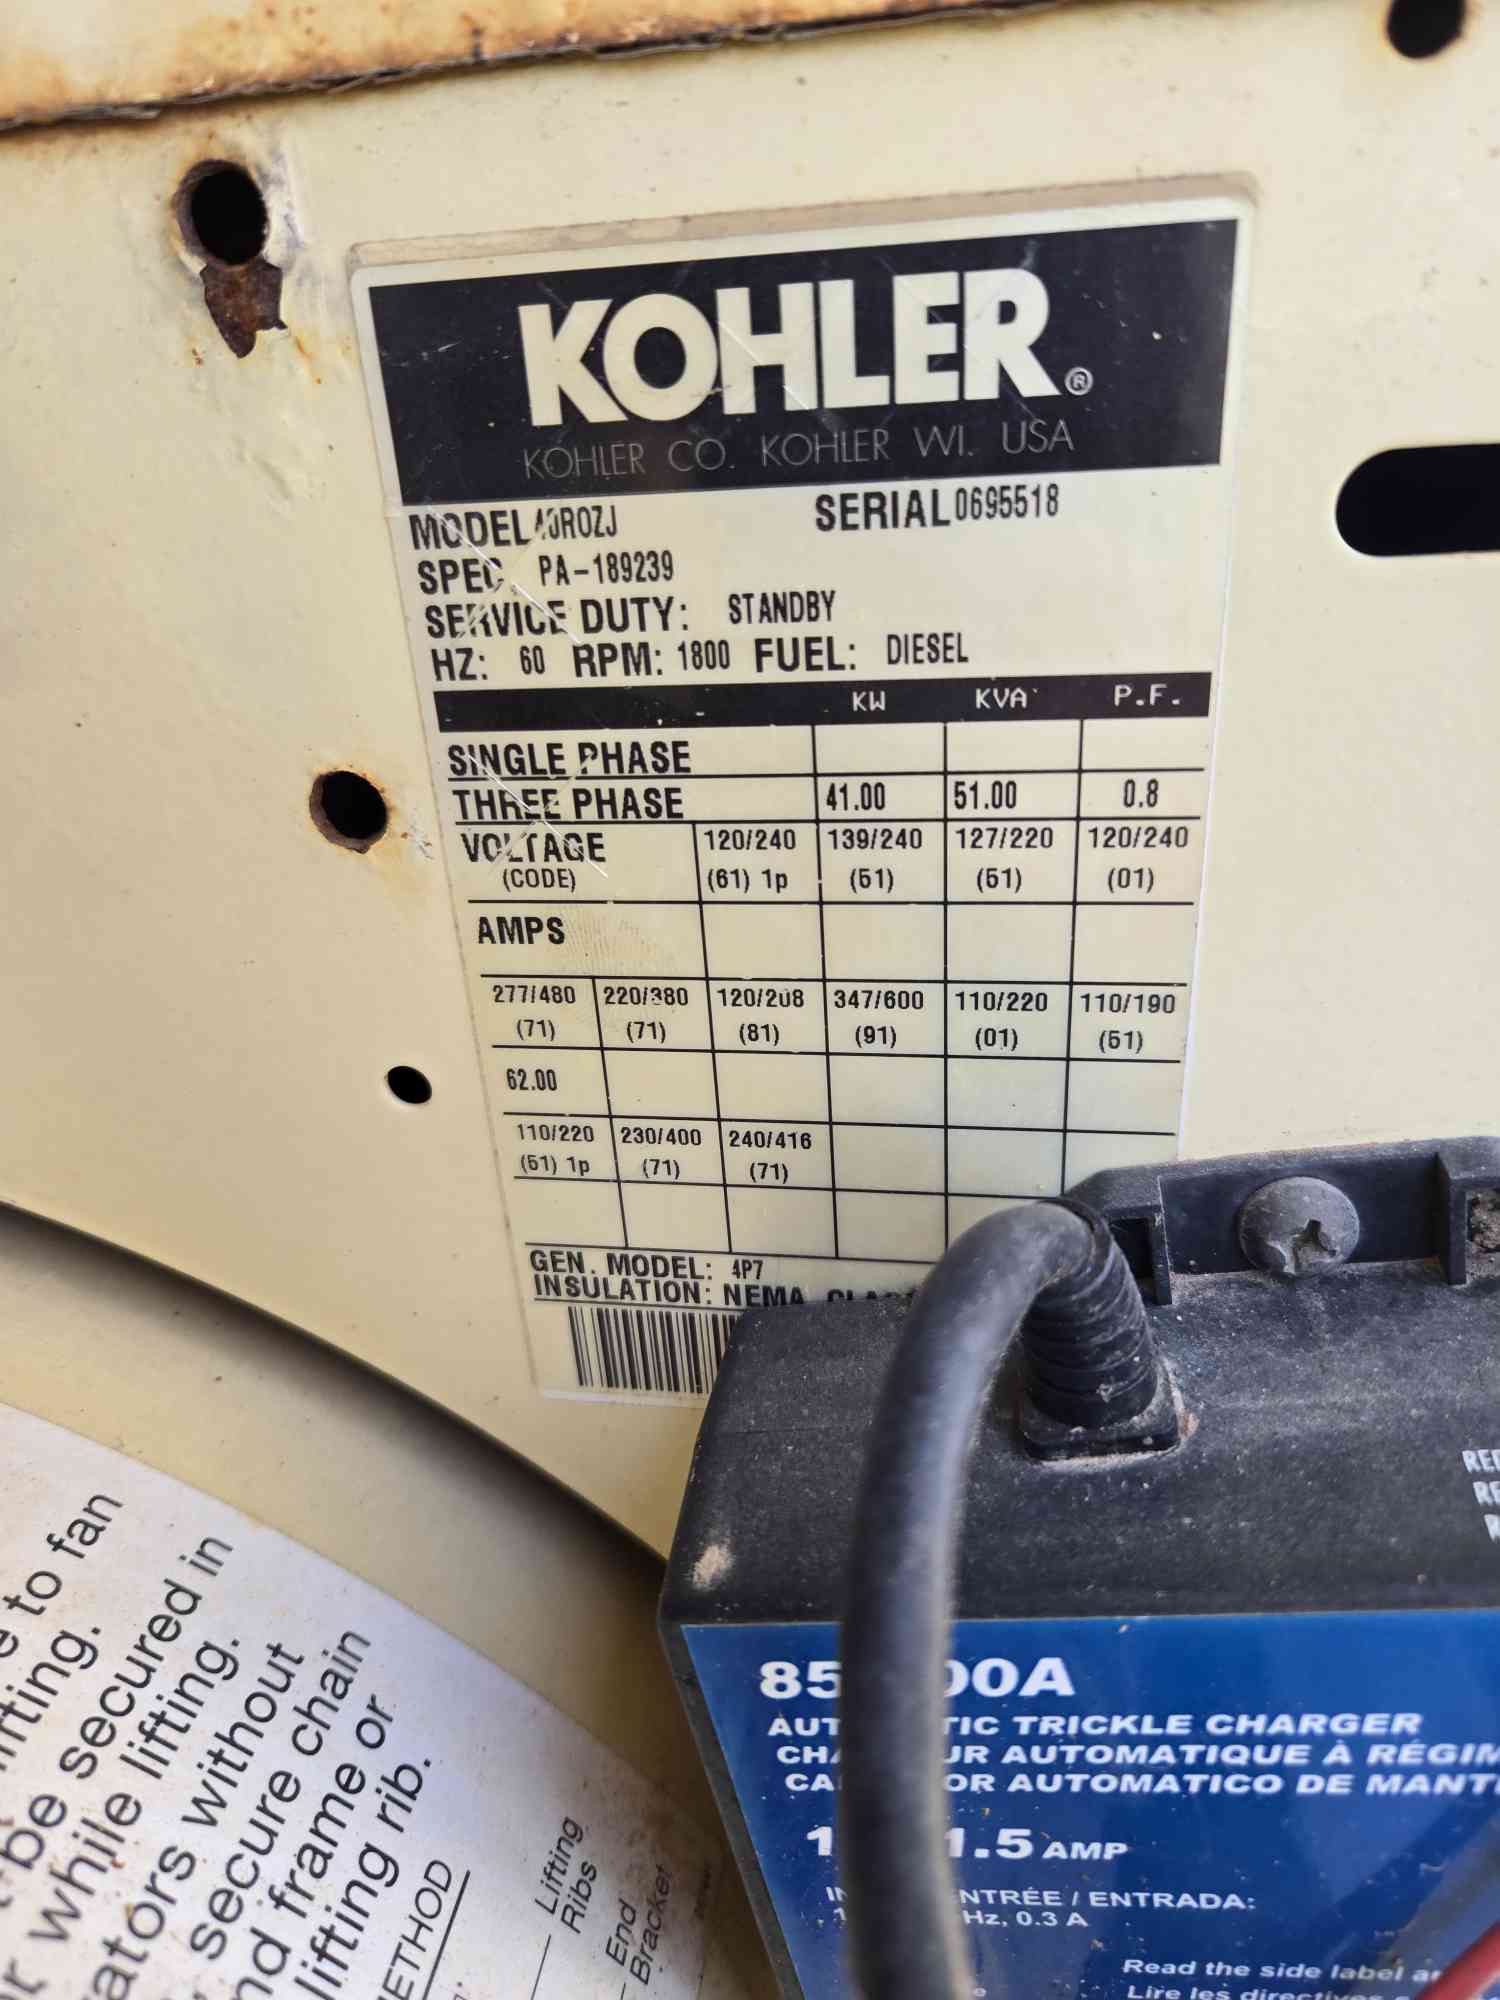 KOHLER®
KOHLER CO. KOHLER WI. USA
MODEL 40ROZJ SERIAL 0695518
SPEC PA-189239
SERVICE DUTY: STANDBY
HZ: 60 RPM: 1800 FUEL: DIESEL
KW KVA P.F.
SINGLE PHASE
THREE PHASE 41.00 51.00 0.8
VOLTAGE 120/240 139/240 127/220 120/240
(CODE) (61) 1p (51) (51) (01)
AMPS
277/480 220/380 120/208 347/600 110/220 110/190
(71) (71) (81) (91) (01) (51)
62.00
110/220 230/400 240/416
(51) 1p (71) (71)
GEN. MODEL: 4P7
INSULATION: NEMA
to fan
lifting.
be secured in
while lifting.
without
secure chain
frame or
lifting rib.
METHOD
Lifting
Ribs
End
Bracket
AUTOMATIC TRICKLE CHARGER
AUTOMATIQUE À
AUTOMATICO DE
1.5 AMP
/ ENTRADA:
Hz, 0.3 A
Read the side label
Lire les